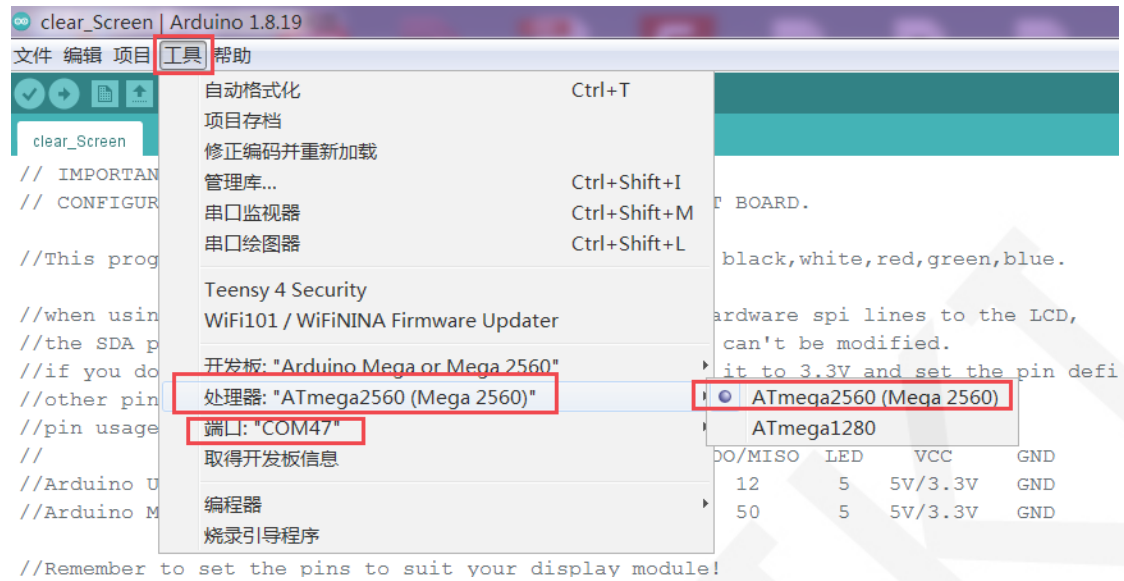 clear_Screen | Arduino 1.8.19
文件 编辑 项目 工具 帮助
自动格式化 Ctrl+T
项目存档
clear_Screen
修正编码并重新加载
// IMPORTAN
管理库... Ctrl+Shift+I
// CONFIGUR T BOARD.
串口监视器 Ctrl+Shift+M
串口绘图器 Ctrl+Shift+L
//This prog black,white,red,green,blue.
Teensy 4 Security
//when usin ardware spi lines to the LCD,
WiFi101 / WiFiNINA Firmware Updater
//the SDA p can't be modified.
开发板: "Arduino Mega or Mega 2560"
//if you do it to 3.3V and set the pin defi
处理器: "ATmega2560 (Mega 2560)" ATmega2560 (Mega 2560)
//other pin
端口: "COM47" ATmega1280
//pin usage
取得开发板信息
// DO/MISO LED VCC GND
//Arduino U 12 5 5V/3.3V GND
编程器
//Arduino M 50 5 5V/3.3V GND
烧录引导程序
//Remember to set the pins to suit your display module!